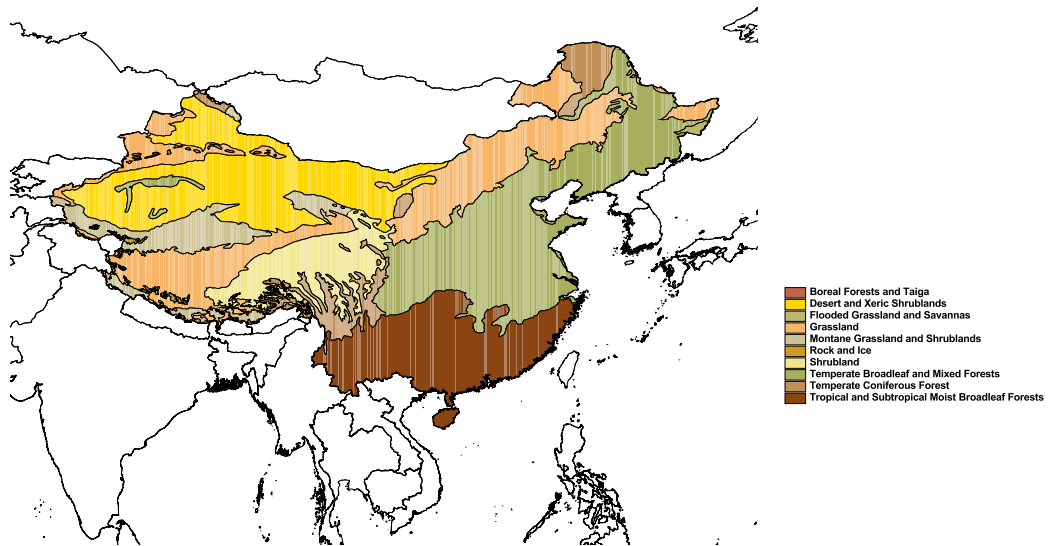 Boreal Forests and Taiga
Desert and Xeric Shrublands
Flooded Grassland and Savannas
Grassland
Montane Grassland and Shrublands
Rock and Ice
Shrubland
Temperate Broadleaf and Mixed Forests
Temperate Coniferous Forest
Tropical and Subtropical Moist Broadleaf Forests